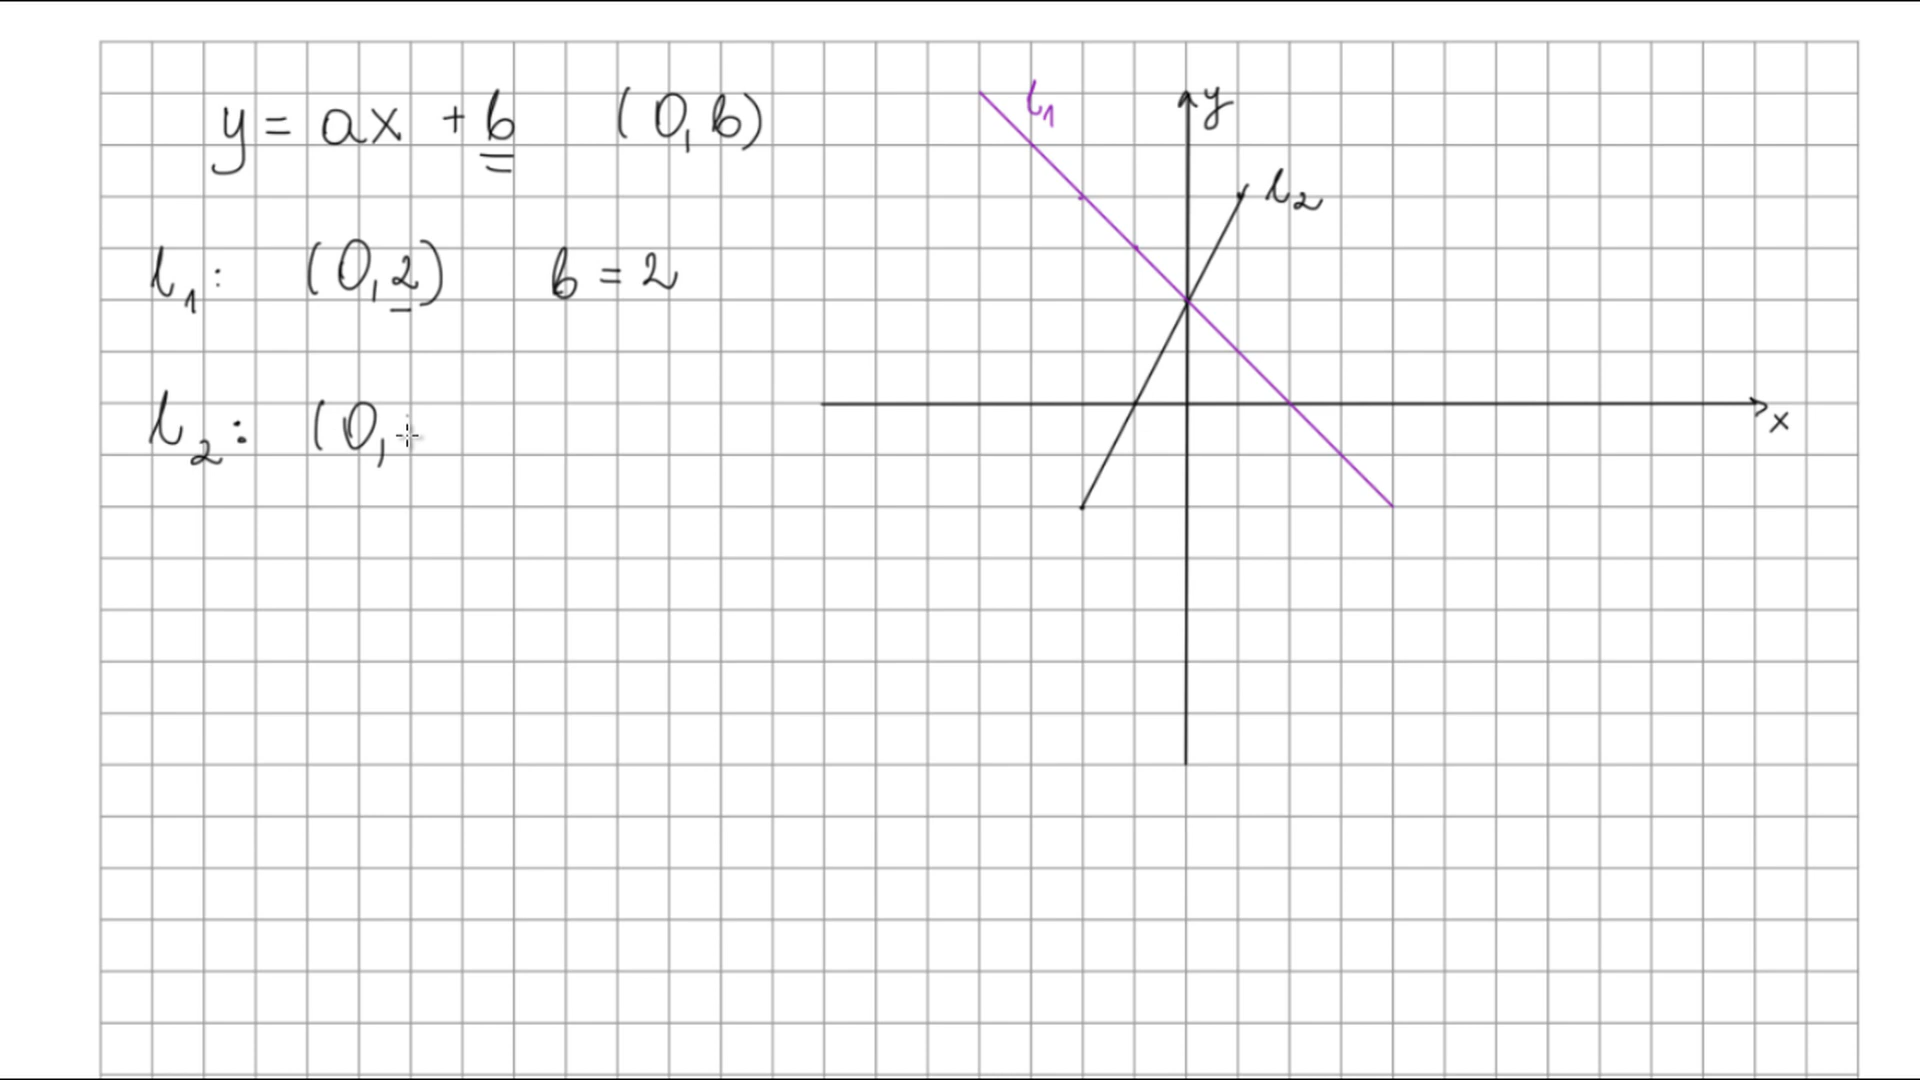 y = ax + b (0, b)
l₁: (0, 2) b = 2
l₂: (0,
l₁
y
l₂
x